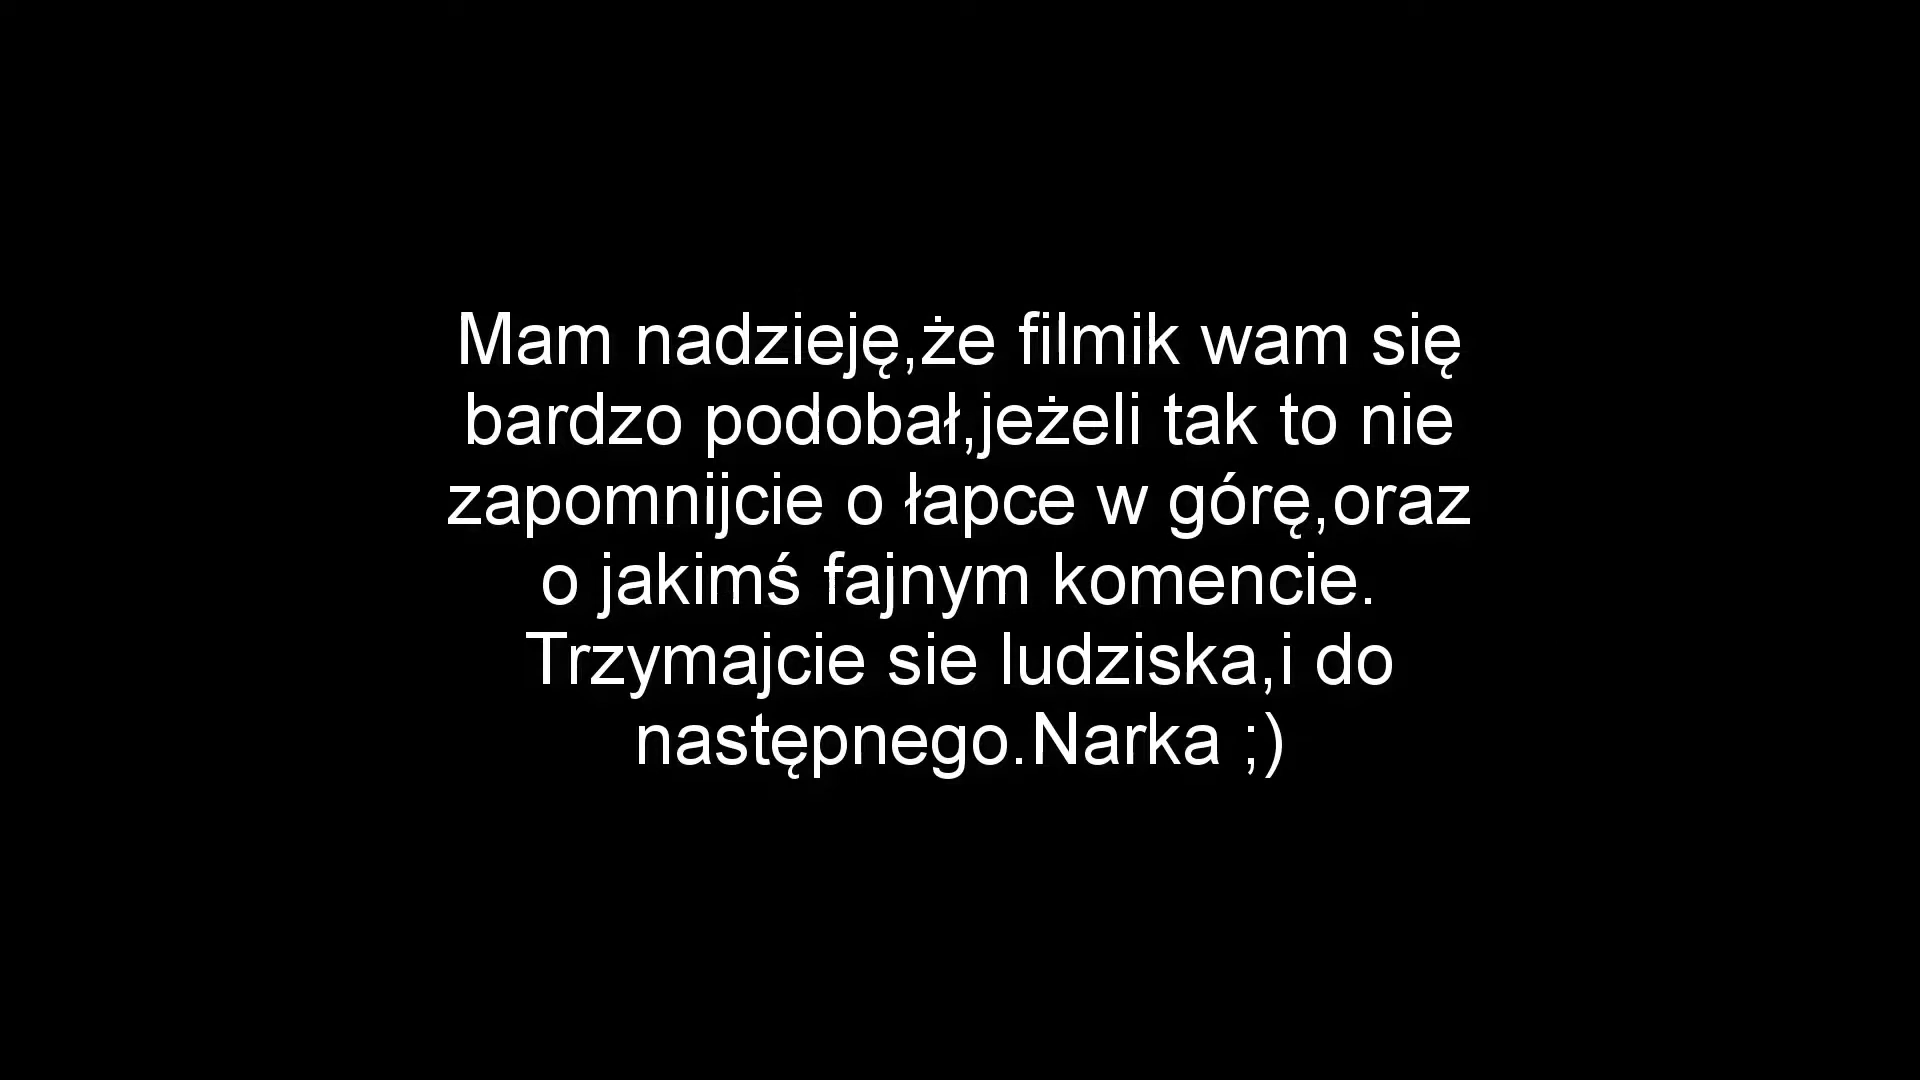 Mam nadzieję,że filmik wam się
bardzo podobał,jeżeli tak to nie
zapomnijcie o łapce w górę,oraz
o jakimś fajnym komencie.
Trzymajcie sie ludziska,i do
następnego.Narka ;)